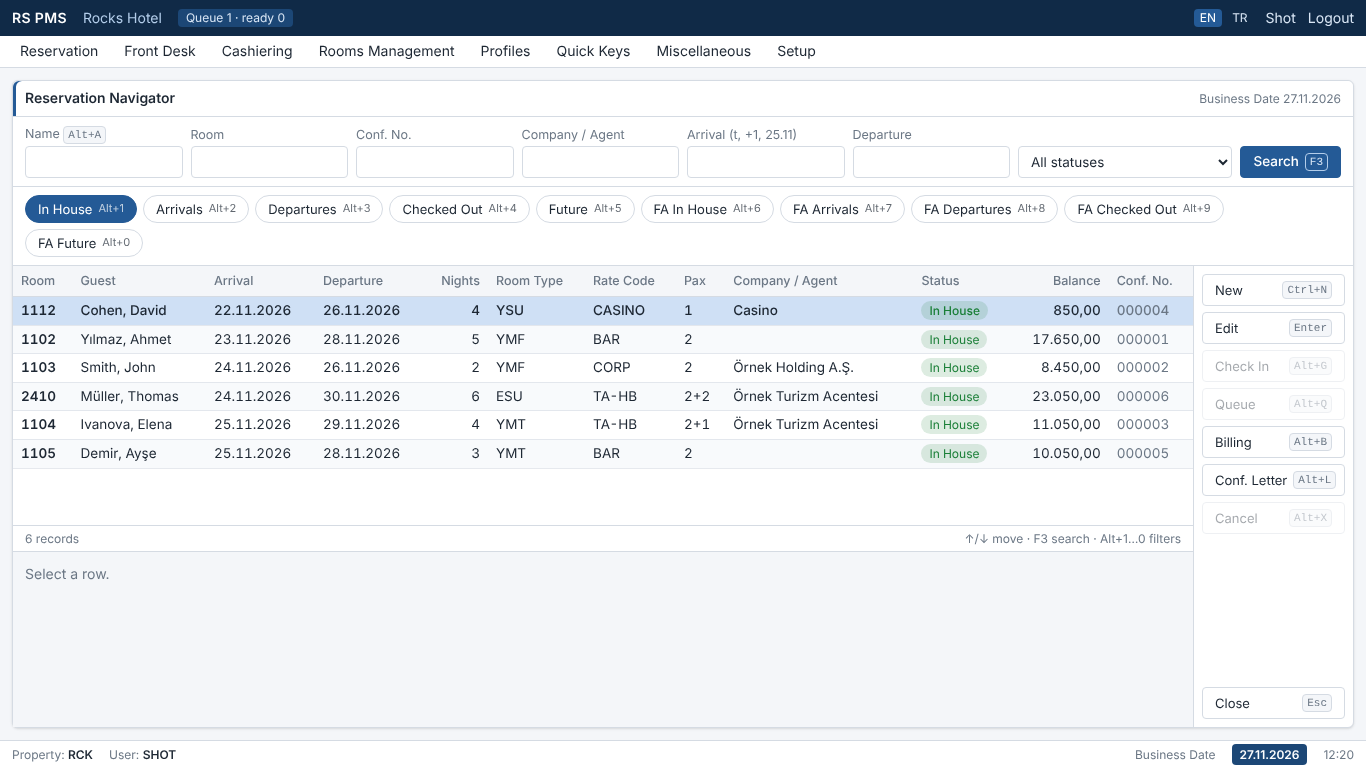 RS PMS Rocks Hotel Queue 1 · ready 0 EN TR Shot Logout
Reservation Front Desk Cashiering Rooms Management Profiles Quick Keys Miscellaneous Setup
Reservation Navigator Business Date 27.11.2026
Name Alt+A Room Conf. No. Company / Agent Arrival (t, +1, 25.11) Departure
All statuses Search F3
In House Alt+1 Arrivals Alt+2 Departures Alt+3 Checked Out Alt+4 Future Alt+5 FA In House Alt+6 FA Arrivals Alt+7 FA Departures Alt+8 FA Checked Out Alt+9
FA Future Alt+0
Room Guest Arrival Departure Nights Room Type Rate Code Pax Company / Agent Status Balance Conf. No.
1112 Cohen, David 22.11.2026 26.11.2026 4 YSU CASINO 1 Casino In House 850,00 000004
1102 Yılmaz, Ahmet 23.11.2026 28.11.2026 5 YMF BAR 2 In House 17.650,00 000001
1103 Smith, John 24.11.2026 26.11.2026 2 YMF CORP 2 Örnek Holding A.Ş. In House 8.450,00 000002
2410 Müller, Thomas 24.11.2026 30.11.2026 6 ESU TA-HB 2+2 Örnek Turizm Acentesi In House 23.050,00 000006
1104 Ivanova, Elena 25.11.2026 29.11.2026 4 YMT TA-HB 2+1 Örnek Turizm Acentesi In House 11.050,00 000003
1105 Demir, Ayşe 25.11.2026 28.11.2026 3 YMT BAR 2 In House 10.050,00 000005
6 records ↑/↓ move · F3 search · Alt+1…0 filters
Select a row.
New Ctrl+N
Edit Enter
Check In Alt+G
Queue Alt+Q
Billing Alt+B
Conf. Letter Alt+L
Cancel Alt+X
Close Esc
Property: RCK User: SHOT Business Date 27.11.2026 12:20